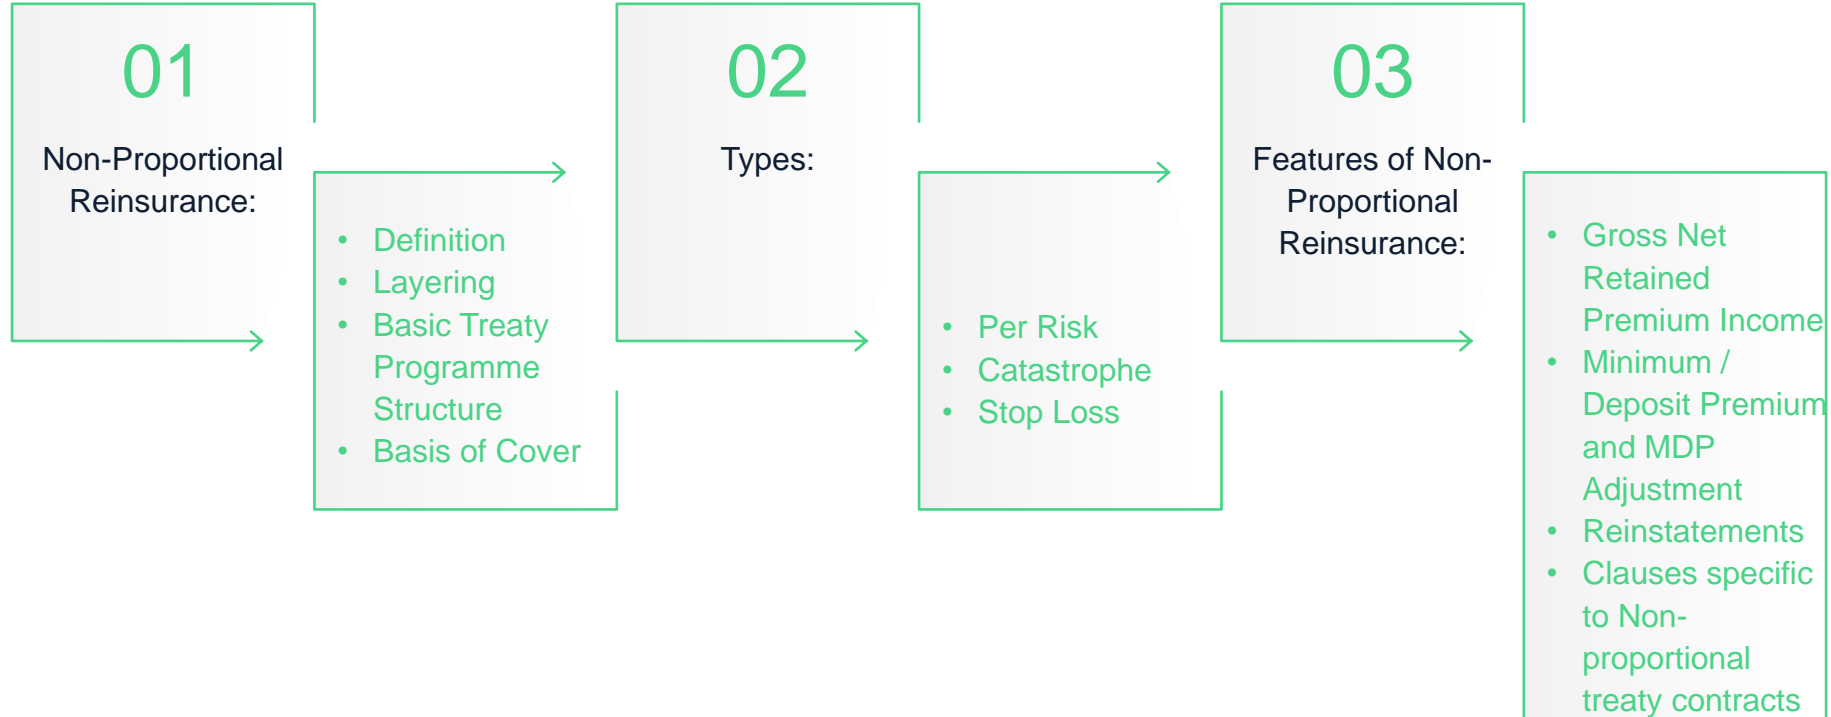 01
Non-Proportional
Reinsurance:
• Definition
• Layering
• Basic Treaty
Programme
Structure
• Basis of Cover
02
Types:
• Per Risk
• Catastrophe
• Stop Loss
03
Features of Non-
Proportional
Reinsurance:
• Gross Net
Retained
Premium Income
• Minimum /
Deposit Premium
and MDP
Adjustment
• Reinstatements
• Clauses specific
to Non-
proportional
treaty contracts